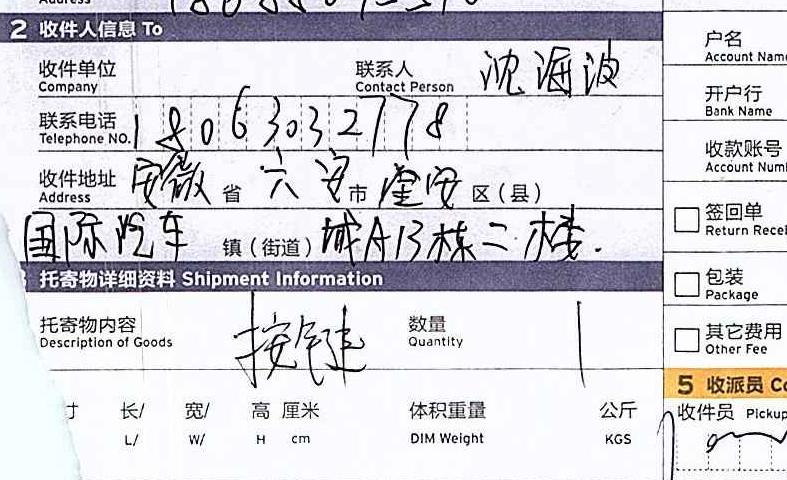 Address
2 收件人信息 To
收件单位 联系人 沈海波
Company Contact Person
联系电话 18063032778
Telephone NO.
收件地址 安徽省 六安市 金安区（县）
Address
国际汽车 镇（街道）城A13栋二楼.
托寄物详细资料 Shipment Information
托寄物内容 按键 数量 1
Description of Goods Quantity
寸 长/ 宽/ 高 厘米 体积重量 公斤
L/ W/ H cm DIM Weight KGS
户名
Account Name
开户行
Bank Name
收款账号
Account Num
签回单
Return Recei
包装
Package
其它费用
Other Fee
5 收派员 Co
收件员 Pickup